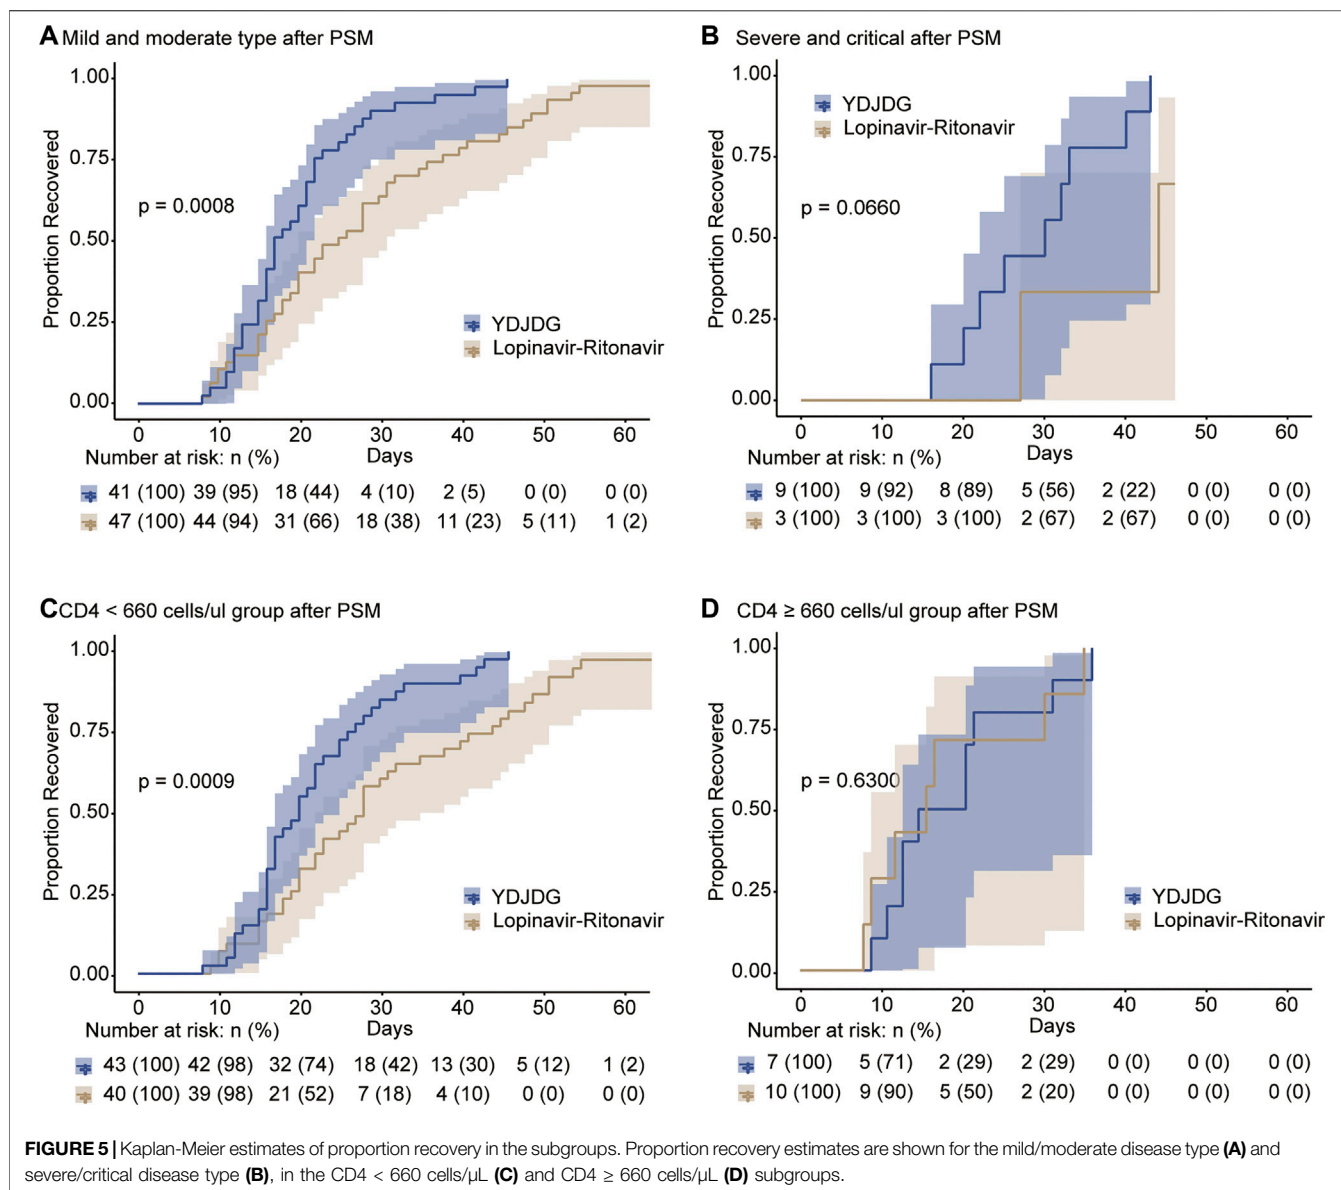 A Mild and moderate type after PSM
1.00
0.75
0.50
0.25
0.00
Proportion Recovered
p = 0.0008
YDJDG
Lopinavir-Ritonavir
0 10 20 30 40 50 60
Number at risk: n (%) Days
41 (100) 39 (95) 18 (44) 4 (10) 2 (5) 0 (0) 0 (0)
47 (100) 44 (94) 31 (66) 18 (38) 11 (23) 5 (11) 1 (2)
B Severe and critical after PSM
1.00
0.75
0.50
0.25
0.00
Proportion Recovered
YDJDG
Lopinavir-Ritonavir
p = 0.0660
0 10 20 30 40 50 60
Number at risk: n (%) Days
9 (100) 9 (92) 8 (89) 5 (56) 2 (22) 0 (0) 0 (0)
3 (100) 3 (100) 3 (100) 2 (67) 2 (67) 0 (0) 0 (0)
C CD4 < 660 cells/ul group after PSM
1.00
0.75
0.50
0.25
0.00
Proportion Recovered
p = 0.0009
YDJDG
Lopinavir-Ritonavir
0 10 20 30 40 50 60
Number at risk: n (%) Days
43 (100) 42 (98) 32 (74) 18 (42) 13 (30) 5 (12) 1 (2)
40 (100) 39 (98) 21 (52) 7 (18) 4 (10) 0 (0) 0 (0)
D CD4 ≥ 660 cells/ul group after PSM
1.00
0.75
0.50
0.25
0.00
Proportion Recovered
p = 0.6300
YDJDG
Lopinavir-Ritonavir
0 10 20 30 40 50 60
Number at risk: n (%) Days
7 (100) 5 (71) 2 (29) 2 (29) 0 (0) 0 (0) 0 (0)
10 (100) 9 (90) 5 (50) 2 (20) 0 (0) 0 (0) 0 (0)
FIGURE 5 | Kaplan-Meier estimates of proportion recovery in the subgroups. Proportion recovery estimates are shown for the mild/moderate disease type (A) and
severe/critical disease type (B), in the CD4 < 660 cells/μL (C) and CD4 ≥ 660 cells/μL (D) subgroups.